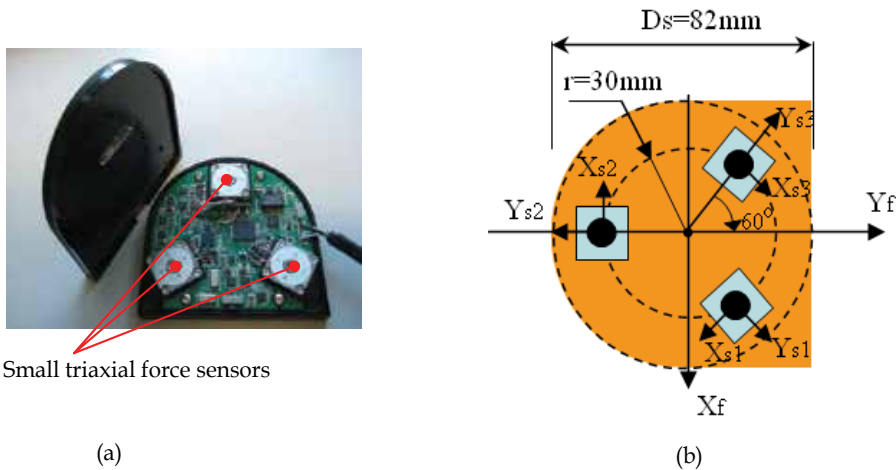 Ds=82mm
r=30mm
Ys3
Xs2
Xs3
Ys2
60°
Yf
Xs1
Ys1
Xf
Small triaxial force sensors
(a)
(b)